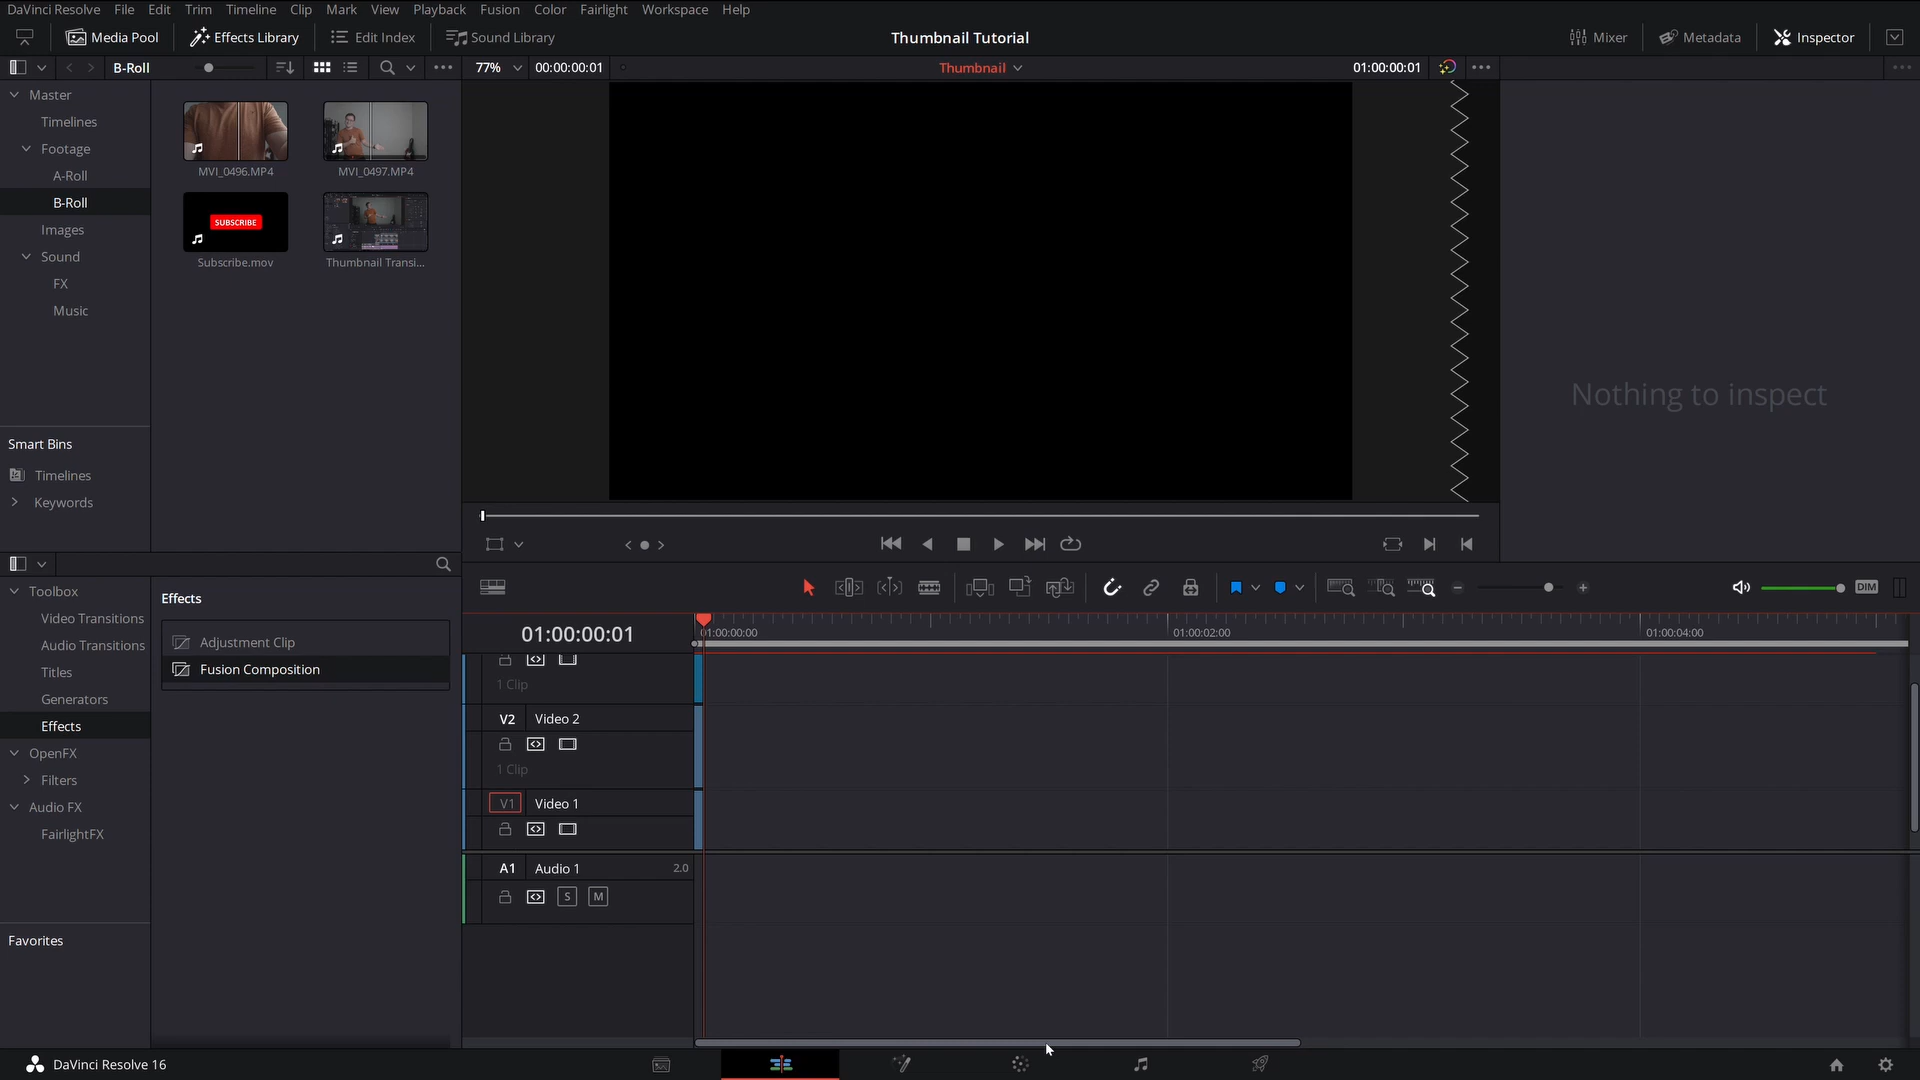 DaVinci Resolve File Edit Trim Timeline Clip Mark View Playback Fusion Color Fairlight Workspace Help
Media Pool Effects Library Edit Index Sound Library Thumbnail Tutorial Mixer Metadata Inspector
B-Roll 77% 00:00:00:01 Thumbnail 01:00:00:01
Master
Timelines
Footage
A-Roll
B-Roll
Images
Sound
FX
Music
MVI_0496.MP4 MVI_0497.MP4
SUBSCRIBE
Subscribe.mov Thumbnail Transi...
Nothing to inspect
Smart Bins
Timelines
Keywords
Toolbox
Video Transitions
Audio Transitions
Titles
Generators
Effects
OpenFX
Filters
Audio FX
FairlightFX
Favorites
Effects
Adjustment Clip
Fusion Composition
DIM
01:00:00:01 01:00:00:00 01:00:02:00 01:00:04:00
1 Clip
V2 Video 2
1 Clip
V1 Video 1
A1 Audio 1 2.0
S M
DaVinci Resolve 16